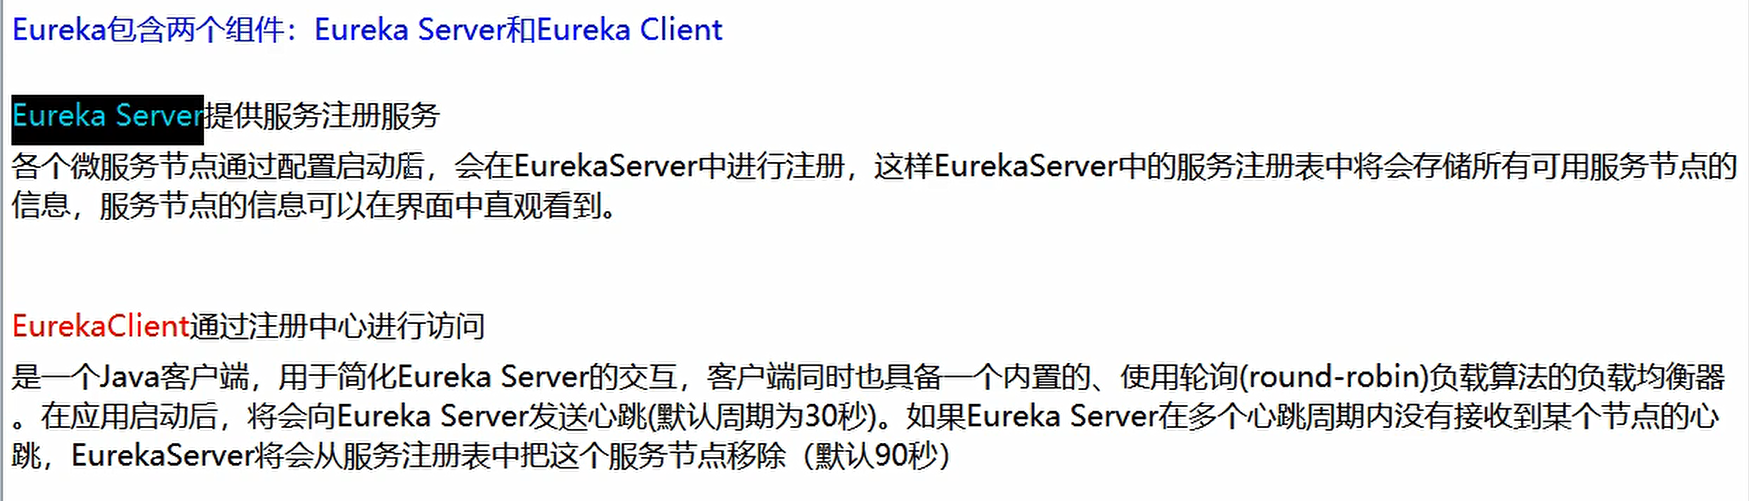 Eureka包含两个组件：Eureka Server和Eureka Client
Eureka Server提供服务注册服务
各个微服务节点通过配置启动后，会在EurekaServer中进行注册，这样EurekaServer中的服务注册表中将会存储所有可用服务节点的
信息，服务节点的信息可以在界面中直观看到。
EurekaClient通过注册中心进行访问
是一个Java客户端，用于简化Eureka Server的交互，客户端同时也具备一个内置的、使用轮询(round-robin)负载算法的负载均衡器
。在应用启动后，将会向Eureka Server发送心跳(默认周期为30秒)。如果Eureka Server在多个心跳周期内没有接收到某个节点的心
跳，EurekaServer将会从服务注册表中把这个服务节点移除（默认90秒）